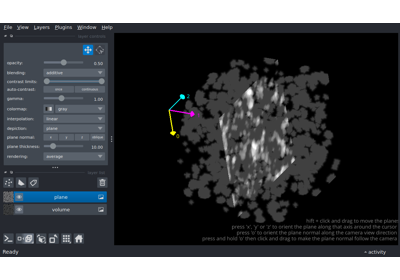 File View Layers Plugins Window Help
layer controls
opacity: 0.50
blending: additive
contrast limits:
auto-contrast: once continuous
gamma: 1.00
colormap: gray
interpolation: linear
depiction: plane
plane normal: x y z oblique
plane thickness: 10.00
rendering: average
layer list
plane
volume
Ready
2
0
shift + click and drag to move the plane
press 'x', 'y' or 'z' to orient the plane along that axis around the cursor
press 'o' to orient the plane normal along the camera view direction
press and hold 'o' then click and drag to make the plane normal follow the camera
activity